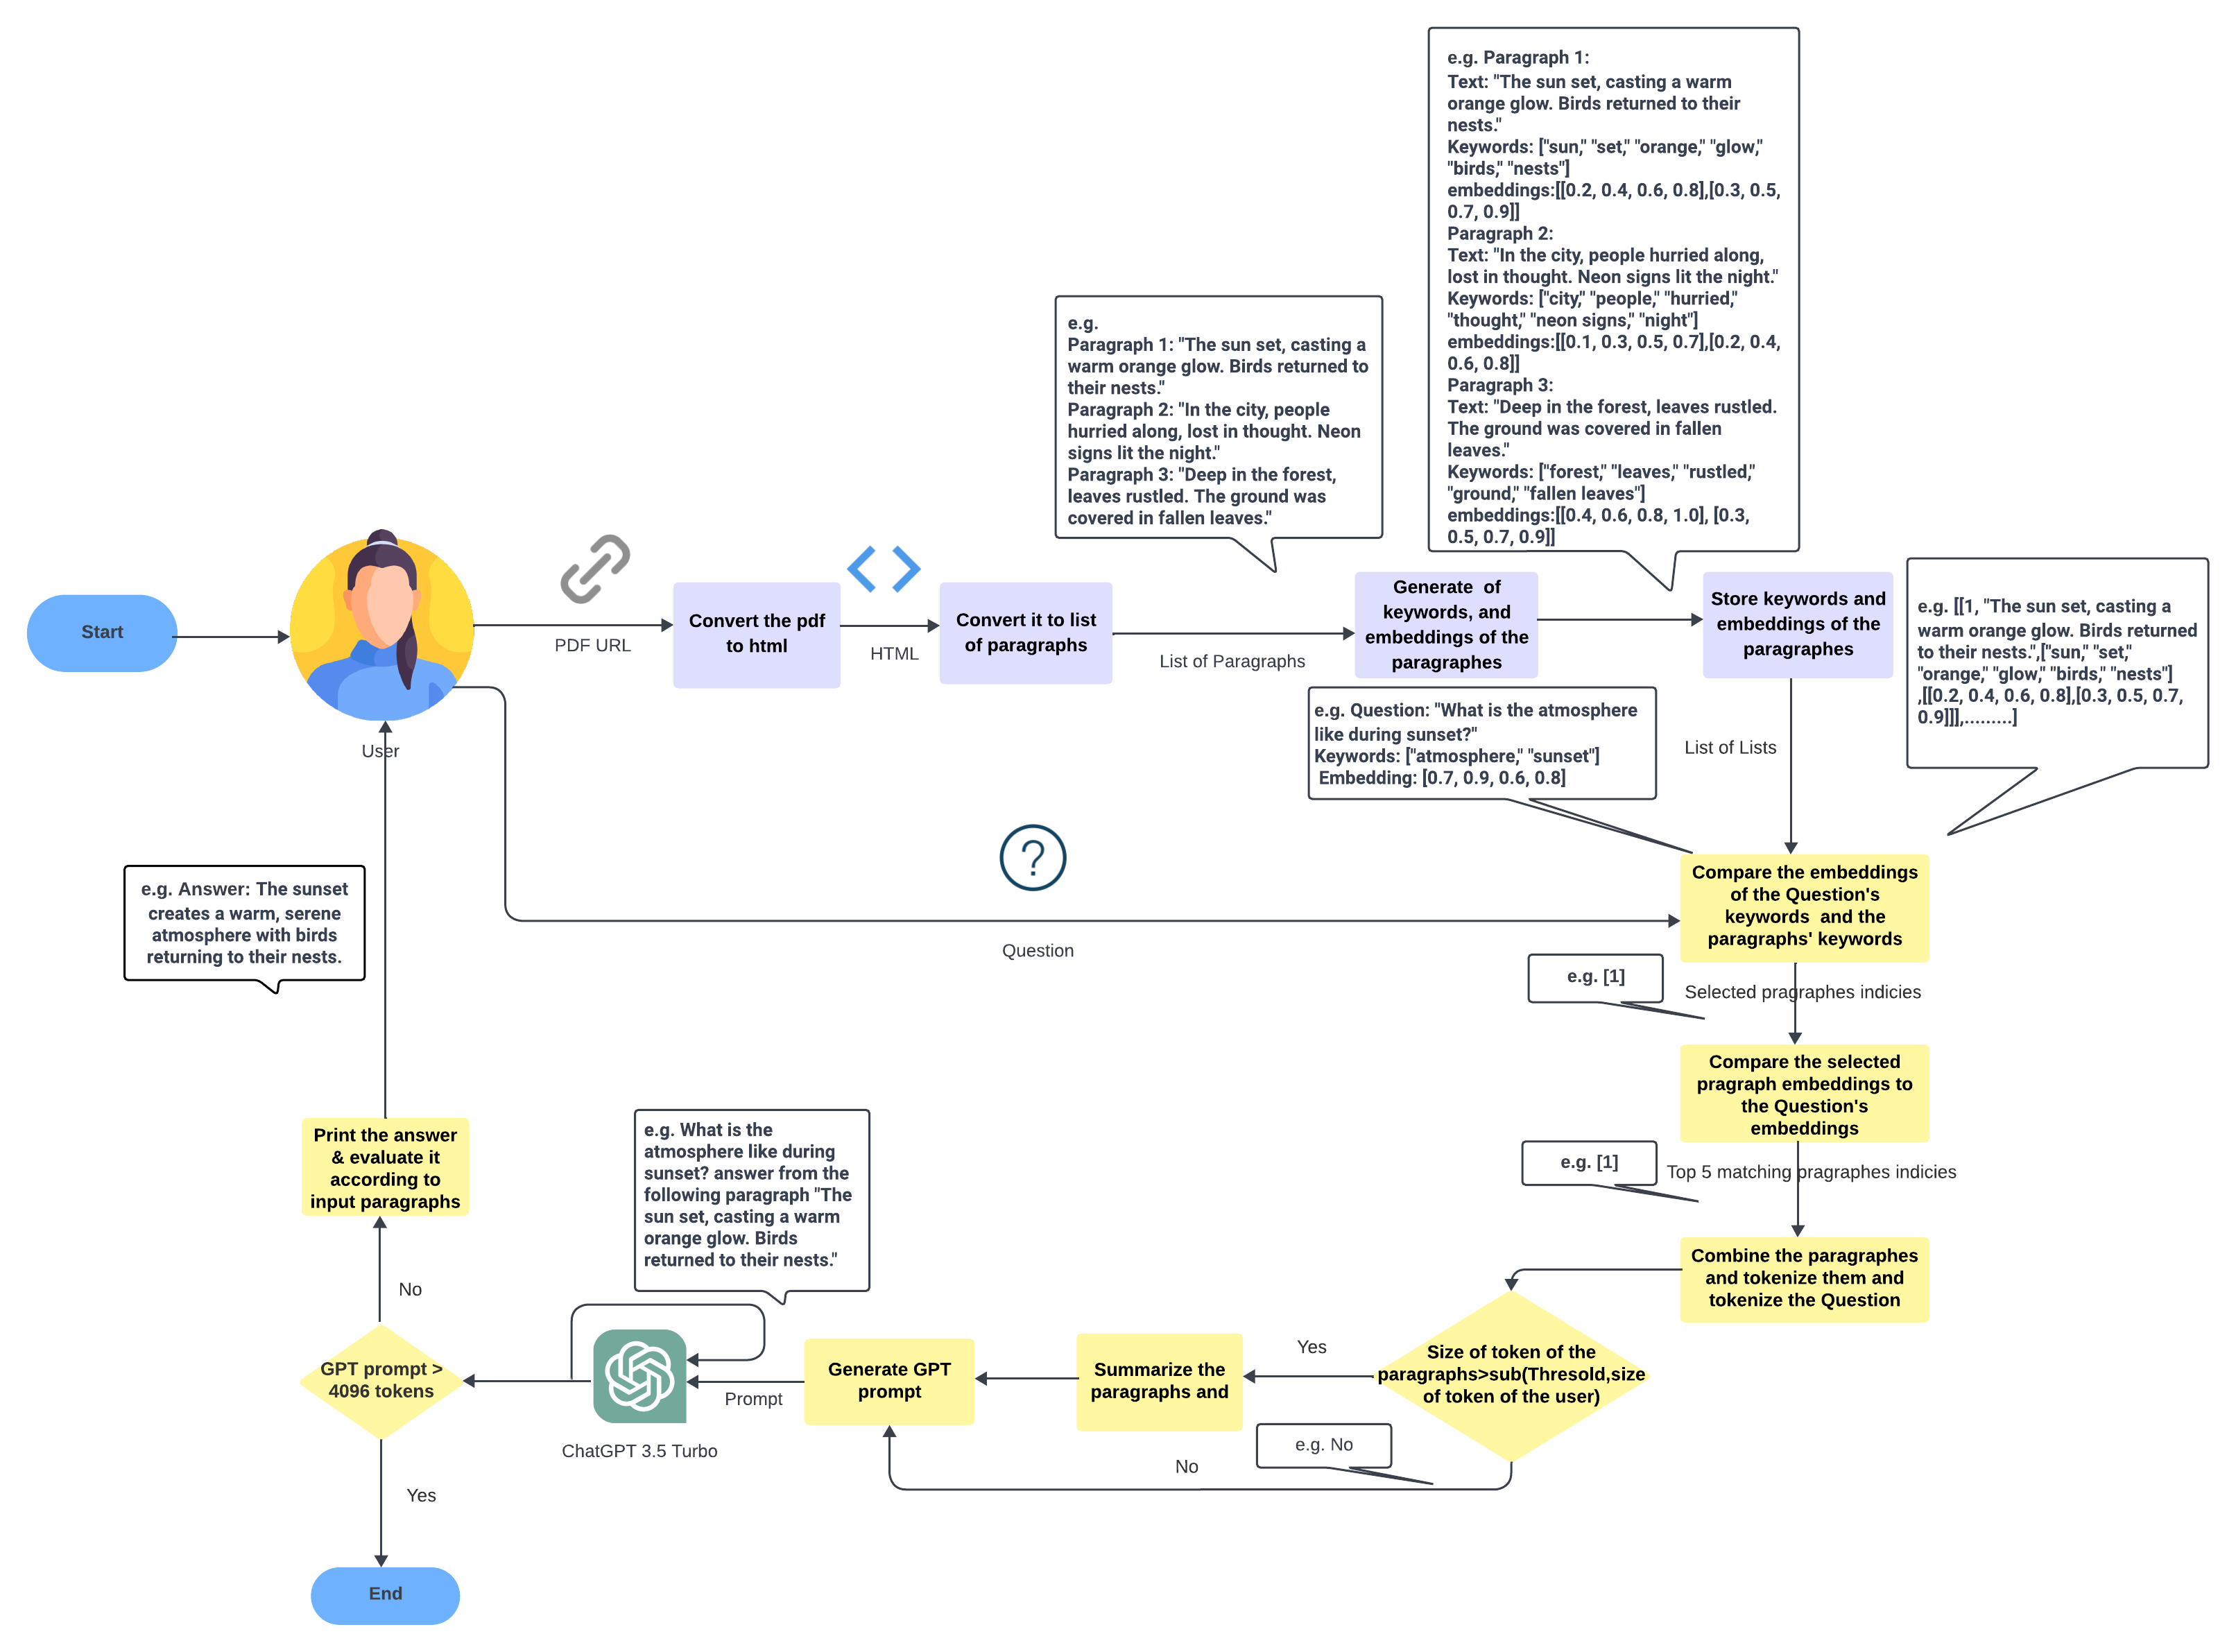 e.g. Paragraph 1:
Text: "The sun set, casting a warm
orange glow. Birds returned to their
nests."
Keywords: ["sun," "set," "orange," "glow,"
"birds," "nests"]
embeddings:[[0.2, 0.4, 0.6, 0.8],[0.3, 0.5,
0.7, 0.9]]
Paragraph 2:
Text: "In the city, people hurried along,
lost in thought. Neon signs lit the night."
Keywords: ["city," "people," "hurried,"
"thought," "neon signs," "night"]
embeddings:[[0.1, 0.3, 0.5, 0.7],[0.2, 0.4,
0.6, 0.8]]
Paragraph 3:
Text: "Deep in the forest, leaves rustled.
The ground was covered in fallen
leaves."
Keywords: ["forest," "leaves," "rustled,"
"ground," "fallen leaves"]
embeddings:[[0.4, 0.6, 0.8, 1.0], [0.3,
0.5, 0.7, 0.9]]
e.g.
Paragraph 1: "The sun set, casting a
warm orange glow. Birds returned to
their nests."
Paragraph 2: "In the city, people
hurried along, lost in thought. Neon
signs lit the night."
Paragraph 3: "Deep in the forest,
leaves rustled. The ground was
covered in fallen leaves."
Start
User
PDF URL
Convert the pdf
to html
HTML
Convert it to list
of paragraphs
List of Paragraphs
Generate  of
keywords, and
embeddings of the
paragraphes
Store keywords and
embeddings of the
paragraphes
e.g. [[1, "The sun set, casting a
warm orange glow. Birds returned
to their nests.",["sun," "set,"
"orange," "glow," "birds," "nests"]
,[[0.2, 0.4, 0.6, 0.8],[0.3, 0.5, 0.7,
0.9]]],.........]
e.g. Question: "What is the atmosphere
like during sunset?"
Keywords: ["atmosphere," "sunset"]
Embedding: [0.7, 0.9, 0.6, 0.8]
List of Lists
?
Question
Compare the embeddings
of the Question's
keywords  and the
paragraphs' keywords
e.g. [1]
Selected pragraphes indicies
Compare the selected
pragraph embeddings to
the Question's
embeddings
e.g. [1]
Top 5 matching pragraphes indicies
Combine the paragraphes
and tokenize them and
tokenize the Question
Size of token of the
paragraphs>sub(Thresold,size
of token of the user)
Yes
Summarize the
paragraphs and
e.g. No
No
Generate GPT
prompt
Prompt
e.g. What is the
atmosphere like during
sunset? answer from the
following paragraph "The
sun set, casting a warm
orange glow. Birds
returned to their nests."
ChatGPT 3.5 Turbo
GPT prompt >
4096 tokens
No
Print the answer
& evaluate it
according to
input paragraphs
e.g. Answer: The sunset
creates a warm, serene
atmosphere with birds
returning to their nests.
Yes
End